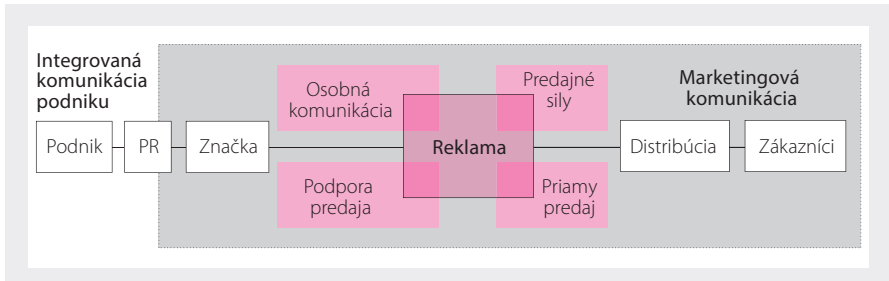 Integrovaná
komunikácia
podniku
Osobná
komunikácia
Predajné
sily
Marketingová
komunikácia
Podnik
PR
Značka
Reklama
Distribúcia
Zákazníci
Podpora
predaja
Priamy
predaj